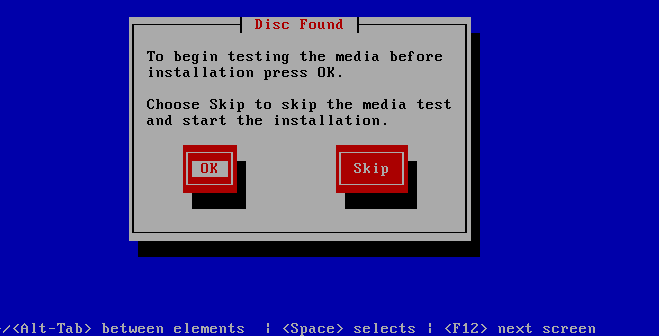 Disc Found
To begin testing the media before
installation press OK.
Choose Skip to skip the media test
and start the installation.
OK Skip
/<Alt-Tab> between elements | <Space> selects | <F12> next screen